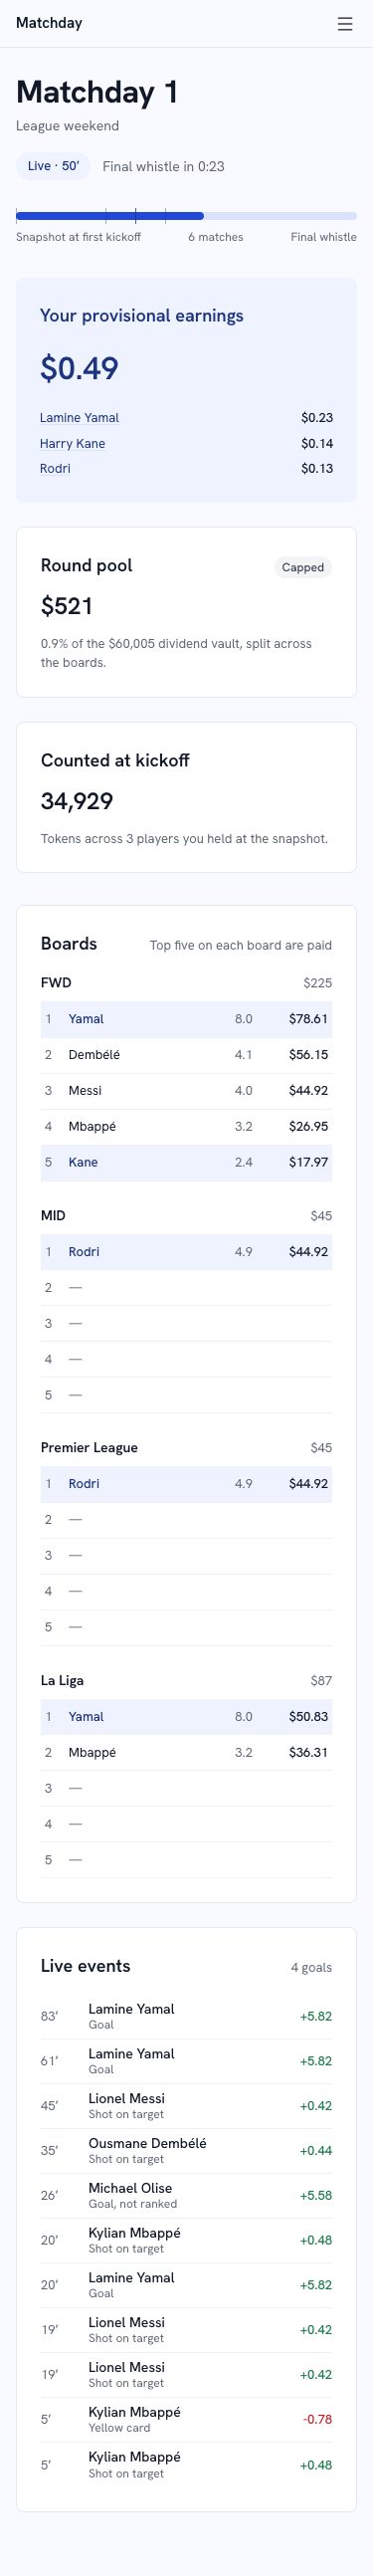 Matchday
Matchday 1
League weekend
Live · 50′ Final whistle in 0:23
Snapshot at first kickoff 6 matches Final whistle
Your provisional earnings
$0.49
Lamine Yamal $0.23
Harry Kane $0.14
Rodri $0.13
Round pool Capped
$521
0.9% of the $60,005 dividend vault, split across
the boards.
Counted at kickoff
34,929
Tokens across 3 players you held at the snapshot.
Boards Top five on each board are paid
FWD $225
1 Yamal 8.0 $78.61
2 Dembélé 4.1 $56.15
3 Messi 4.0 $44.92
4 Mbappé 3.2 $26.95
5 Kane 2.4 $17.97
MID $45
1 Rodri 4.9 $44.92
2 —
3 —
4 —
5 —
Premier League $45
1 Rodri 4.9 $44.92
2 —
3 —
4 —
5 —
La Liga $87
1 Yamal 8.0 $50.83
2 Mbappé 3.2 $36.31
3 —
4 —
5 —
Live events 4 goals
83′ Lamine Yamal +5.82
Goal
61′ Lamine Yamal +5.82
Goal
45′ Lionel Messi +0.42
Shot on target
35′ Ousmane Dembélé +0.44
Shot on target
26′ Michael Olise +5.58
Goal, not ranked
20′ Kylian Mbappé +0.48
Shot on target
20′ Lamine Yamal +5.82
Goal
19′ Lionel Messi +0.42
Shot on target
19′ Lionel Messi +0.42
Shot on target
5′ Kylian Mbappé -0.78
Yellow card
5′ Kylian Mbappé +0.48
Shot on target